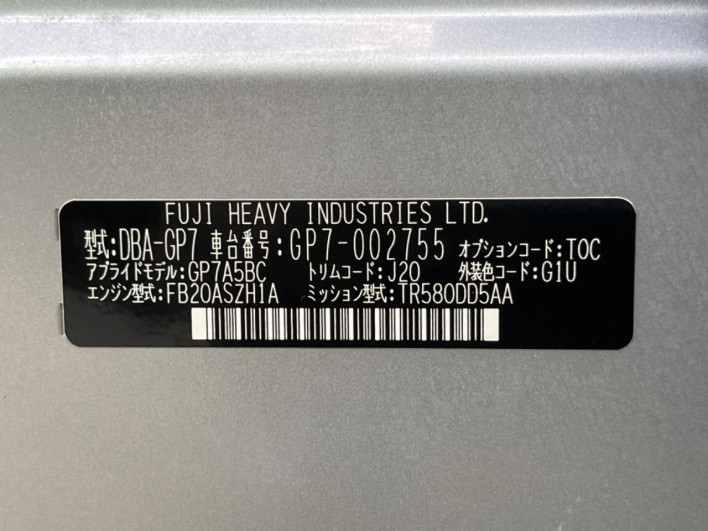 FUJI HEAVY INDUSTRIES LTD.
型式:DBA-GP7 車台番号:GP7-002755 オプションコード:TOC
アプライドモデル:GP7A5BC トリムコード:J20 外装色コード:G1U
エンジン型式:FB20ASZH1A ミッション型式:TR580DD5AA